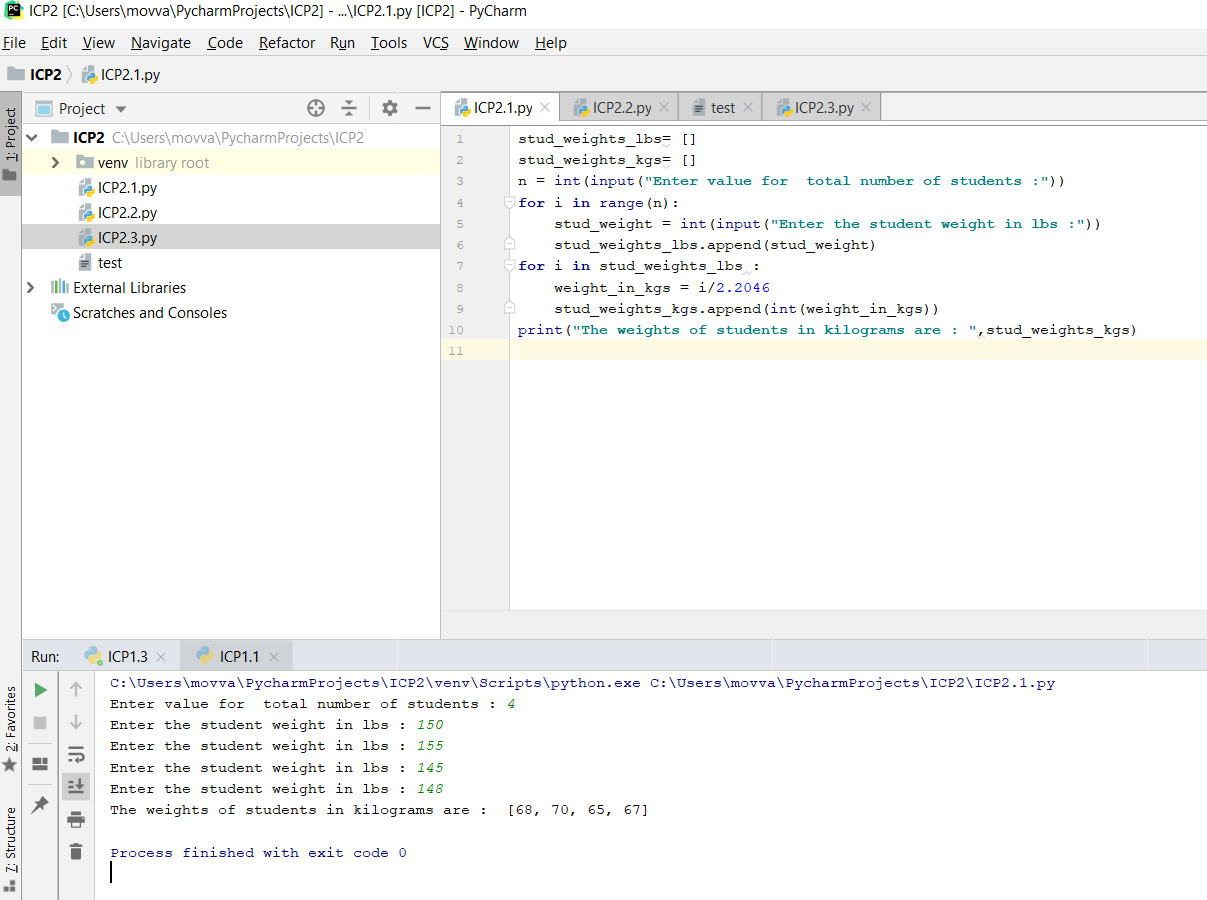 ICP2 [C:\Users\movva\PycharmProjects\ICP2] - ...\ICP2.1.py [ICP2] - PyCharm
File Edit View Navigate Code Refactor Run Tools VCS Window Help
ICP2 ICP2.1.py
1: Project
Project
ICP2 C:\Users\movva\PycharmProjects\ICP2
venv library root
ICP2.1.py
ICP2.2.py
ICP2.3.py
test
External Libraries
Scratches and Consoles
ICP2.1.py ICP2.2.py test ICP2.3.py
1 stud_weights_lbs= []
2 stud_weights_kgs= []
3 n = int(input("Enter value for  total number of students :"))
4 for i in range(n):
5     stud_weight = int(input("Enter the student weight in lbs :"))
6     stud_weights_lbs.append(stud_weight)
7 for i in stud_weights_lbs :
8     weight_in_kgs = i/2.2046
9     stud_weights_kgs.append(int(weight_in_kgs))
10 print("The weights of students in kilograms are : ",stud_weights_kgs)
11
Run: ICP1.3 ICP1.1
2: Favorites
7: Structure
C:\Users\movva\PycharmProjects\ICP2\venv\Scripts\python.exe C:\Users\movva\PycharmProjects\ICP2\ICP2.1.py
Enter value for  total number of students : 4
Enter the student weight in lbs : 150
Enter the student weight in lbs : 155
Enter the student weight in lbs : 145
Enter the student weight in lbs : 148
The weights of students in kilograms are :  [68, 70, 65, 67]
Process finished with exit code 0